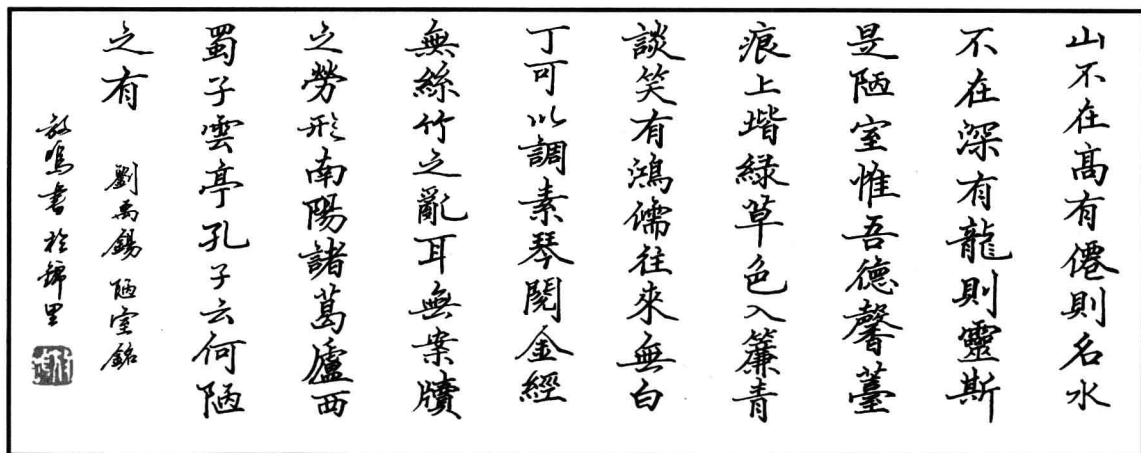 山不在高有僊則名水
不在深有龍則靈斯
是陋室惟吾德馨薹
痕上堦綠草色入簾青
談笑有鴻儒往來無白
丁可以調素琴閱金經
無絲竹之亂耳無案牘
之勞形南陽諸葛廬西
蜀子雲亭孔子云何陋
之有 劉禹錫 陋室銘
鳴書於錦里